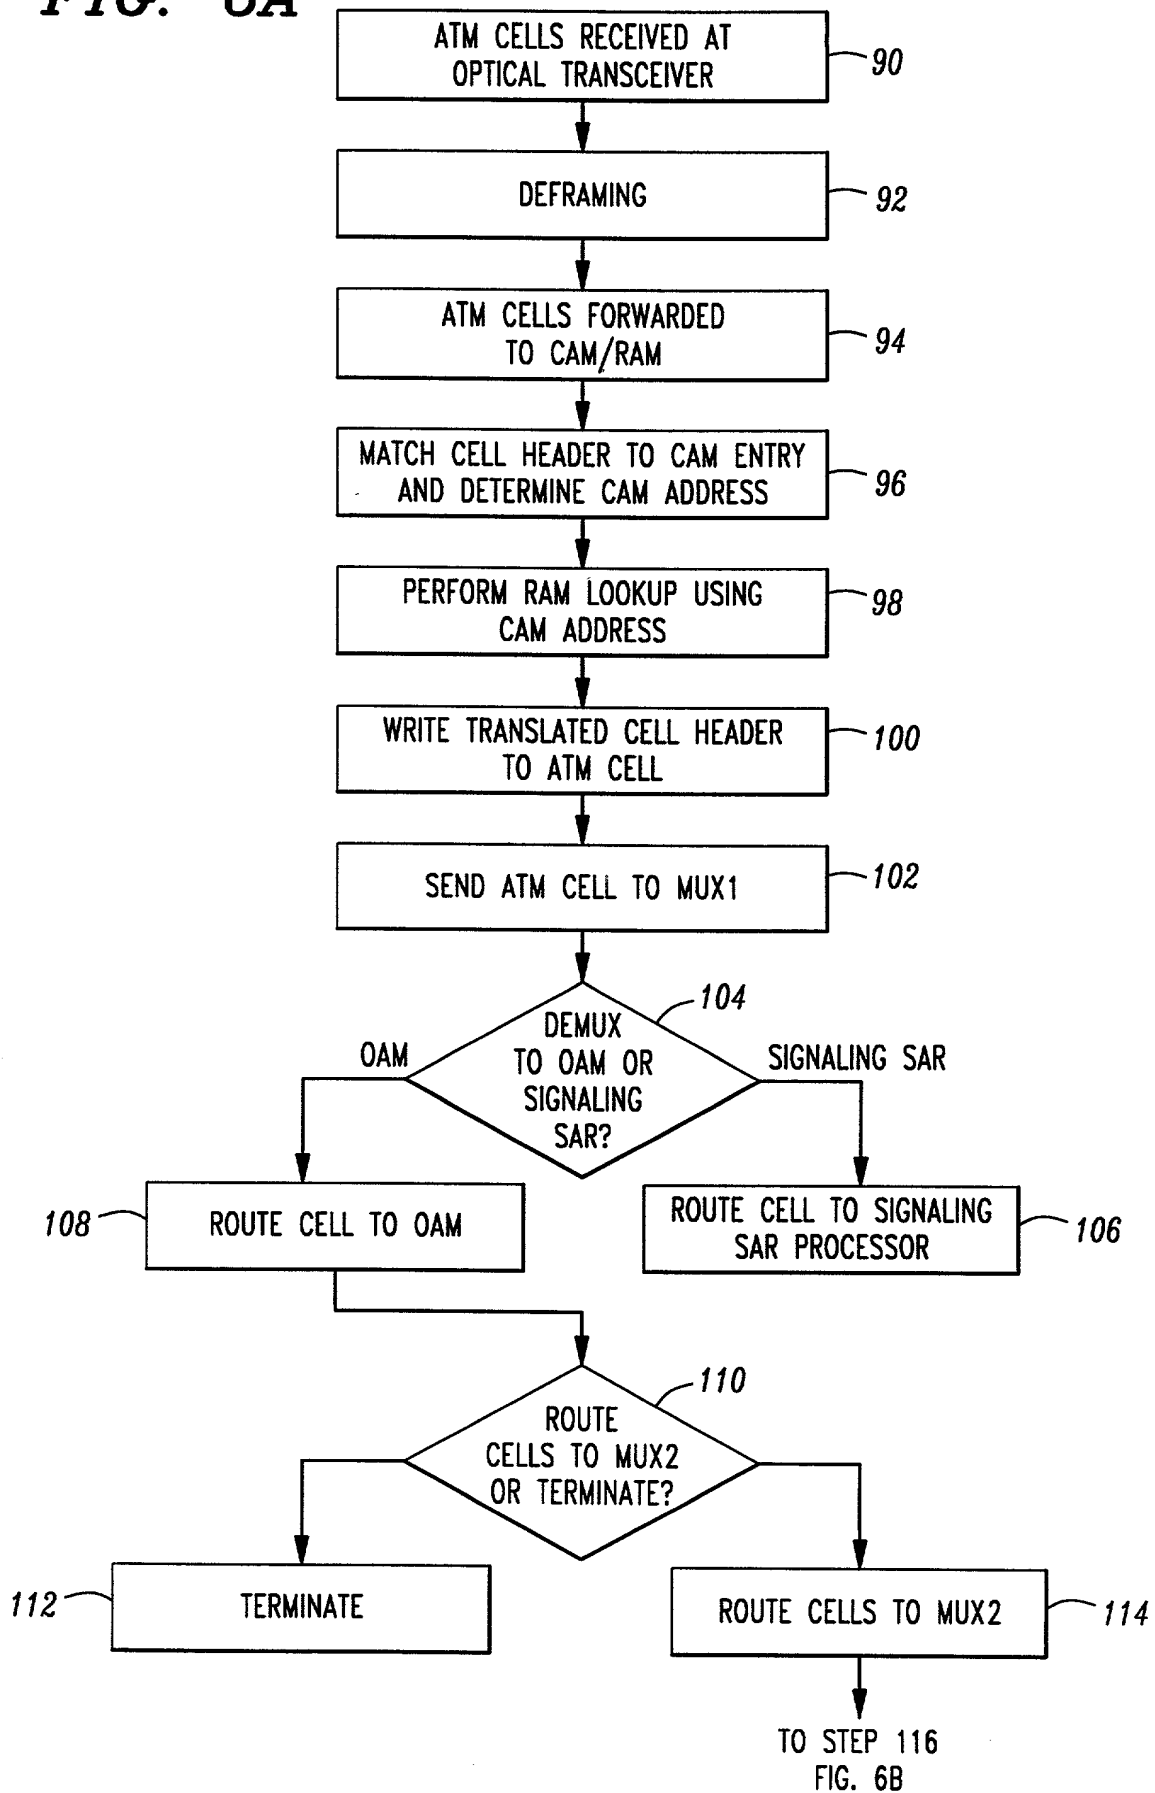 FIG. 6A
ATM CELLS RECEIVED AT
OPTICAL TRANSCEIVER
90
DEFRAMING
92
ATM CELLS FORWARDED
TO CAM/RAM
94
MATCH CELL HEADER TO CAM ENTRY
AND DETERMINE CAM ADDRESS
96
PERFORM RAM LOOKUP USING
CAM ADDRESS
98
WRITE TRANSLATED CELL HEADER
TO ATM CELL
100
SEND ATM CELL TO MUX1
102
104
DEMUX
TO OAM OR
SIGNALING
SAR?
OAM
SIGNALING SAR
108
ROUTE CELL TO OAM
ROUTE CELL TO SIGNALING
SAR PROCESSOR
106
110
ROUTE
CELLS TO MUX2
OR TERMINATE?
112
TERMINATE
ROUTE CELLS TO MUX2
114
TO STEP 116
FIG. 6B